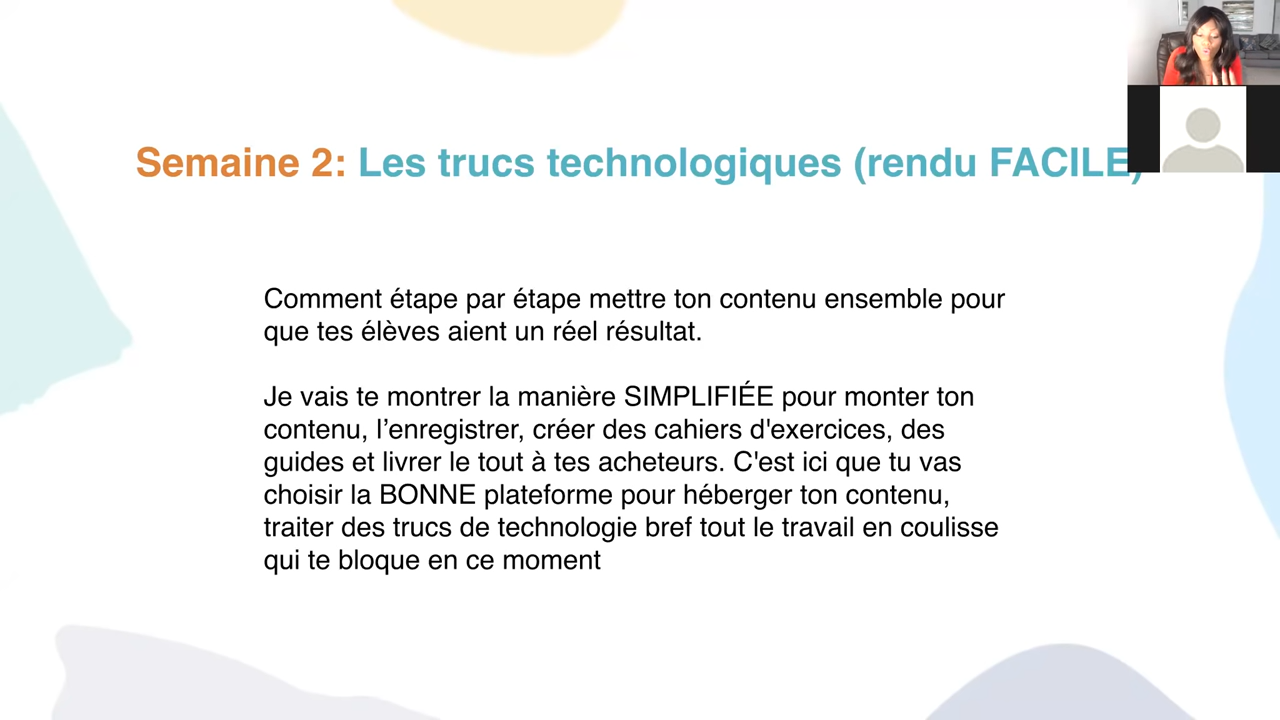 Semaine 2: Les trucs technologiques (rendu FACILE)
Comment étape par étape mettre ton contenu ensemble pour
que tes élèves aient un réel résultat.
Je vais te montrer la manière SIMPLIFIÉE pour monter ton
contenu, l’enregistrer, créer des cahiers d'exercices, des
guides et livrer le tout à tes acheteurs. C'est ici que tu vas
choisir la BONNE plateforme pour héberger ton contenu,
traiter des trucs de technologie bref tout le travail en coulisse
qui te bloque en ce moment